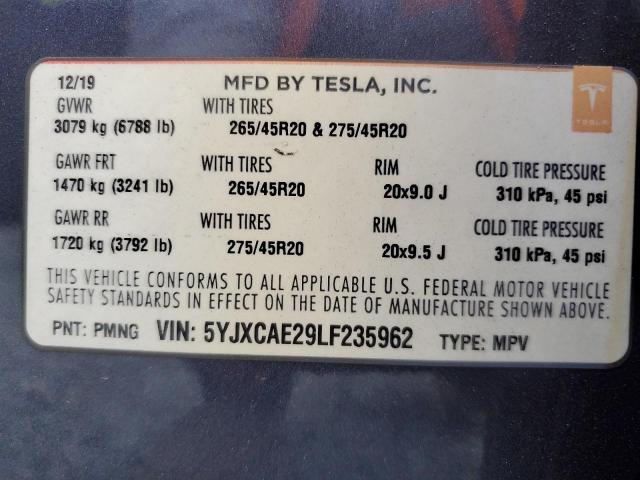 12/19 MFD BY TESLA, INC.
GVWR WITH TIRES
3079 kg (6788 lb) 265/45R20 & 275/45R20
GAWR FRT WITH TIRES RIM COLD TIRE PRESSURE
1470 kg (3241 lb) 265/45R20 20x9.0 J 310 kPa, 45 psi
GAWR RR WITH TIRES RIM COLD TIRE PRESSURE
1720 kg (3792 lb) 275/45R20 20x9.5 J 310 kPa, 45 psi
THIS VEHICLE CONFORMS TO ALL APPLICABLE U.S. FEDERAL MOTOR VEHICLE
SAFETY STANDARDS IN EFFECT ON THE DATE OF MANUFACTURE SHOWN ABOVE.
PNT: PMNG VIN: 5YJXCAE29LF235962 TYPE: MPV
TESLA